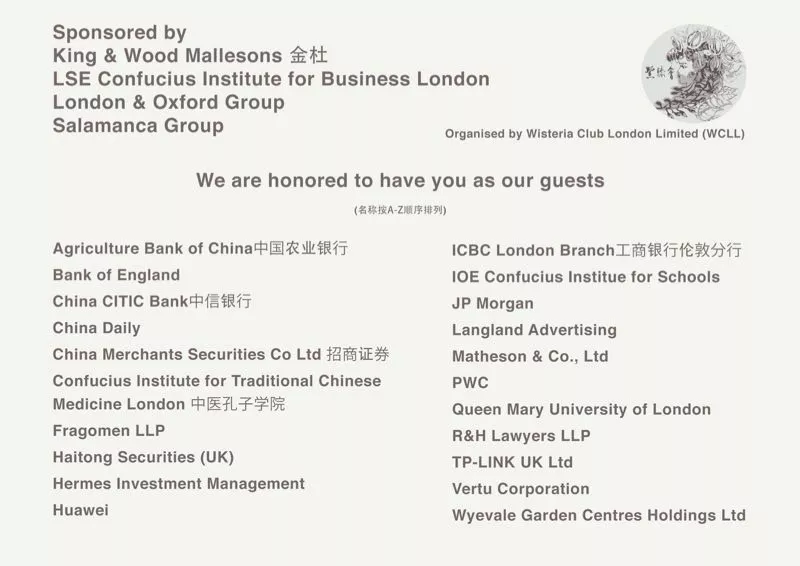 Sponsored by
King & Wood Mallesons 金杜
LSE Confucius Institute for Business London
London & Oxford Group
Salamanca Group
紫藤會
Organised by Wisteria Club London Limited (WCLL)
We are honored to have you as our guests
(名称按A-Z顺序排列)
Agriculture Bank of China中国农业银行
Bank of England
China CITIC Bank中信银行
China Daily
China Merchants Securities Co Ltd 招商证券
Confucius Institute for Traditional Chinese
Medicine London 中医孔子学院
Fragomen LLP
Haitong Securities (UK)
Hermes Investment Management
Huawei
ICBC London Branch工商银行伦敦分行
IOE Confucius Institue for Schools
JP Morgan
Langland Advertising
Matheson & Co., Ltd
PWC
Queen Mary University of London
R&H Lawyers LLP
TP-LINK UK Ltd
Vertu Corporation
Wyevale Garden Centres Holdings Ltd